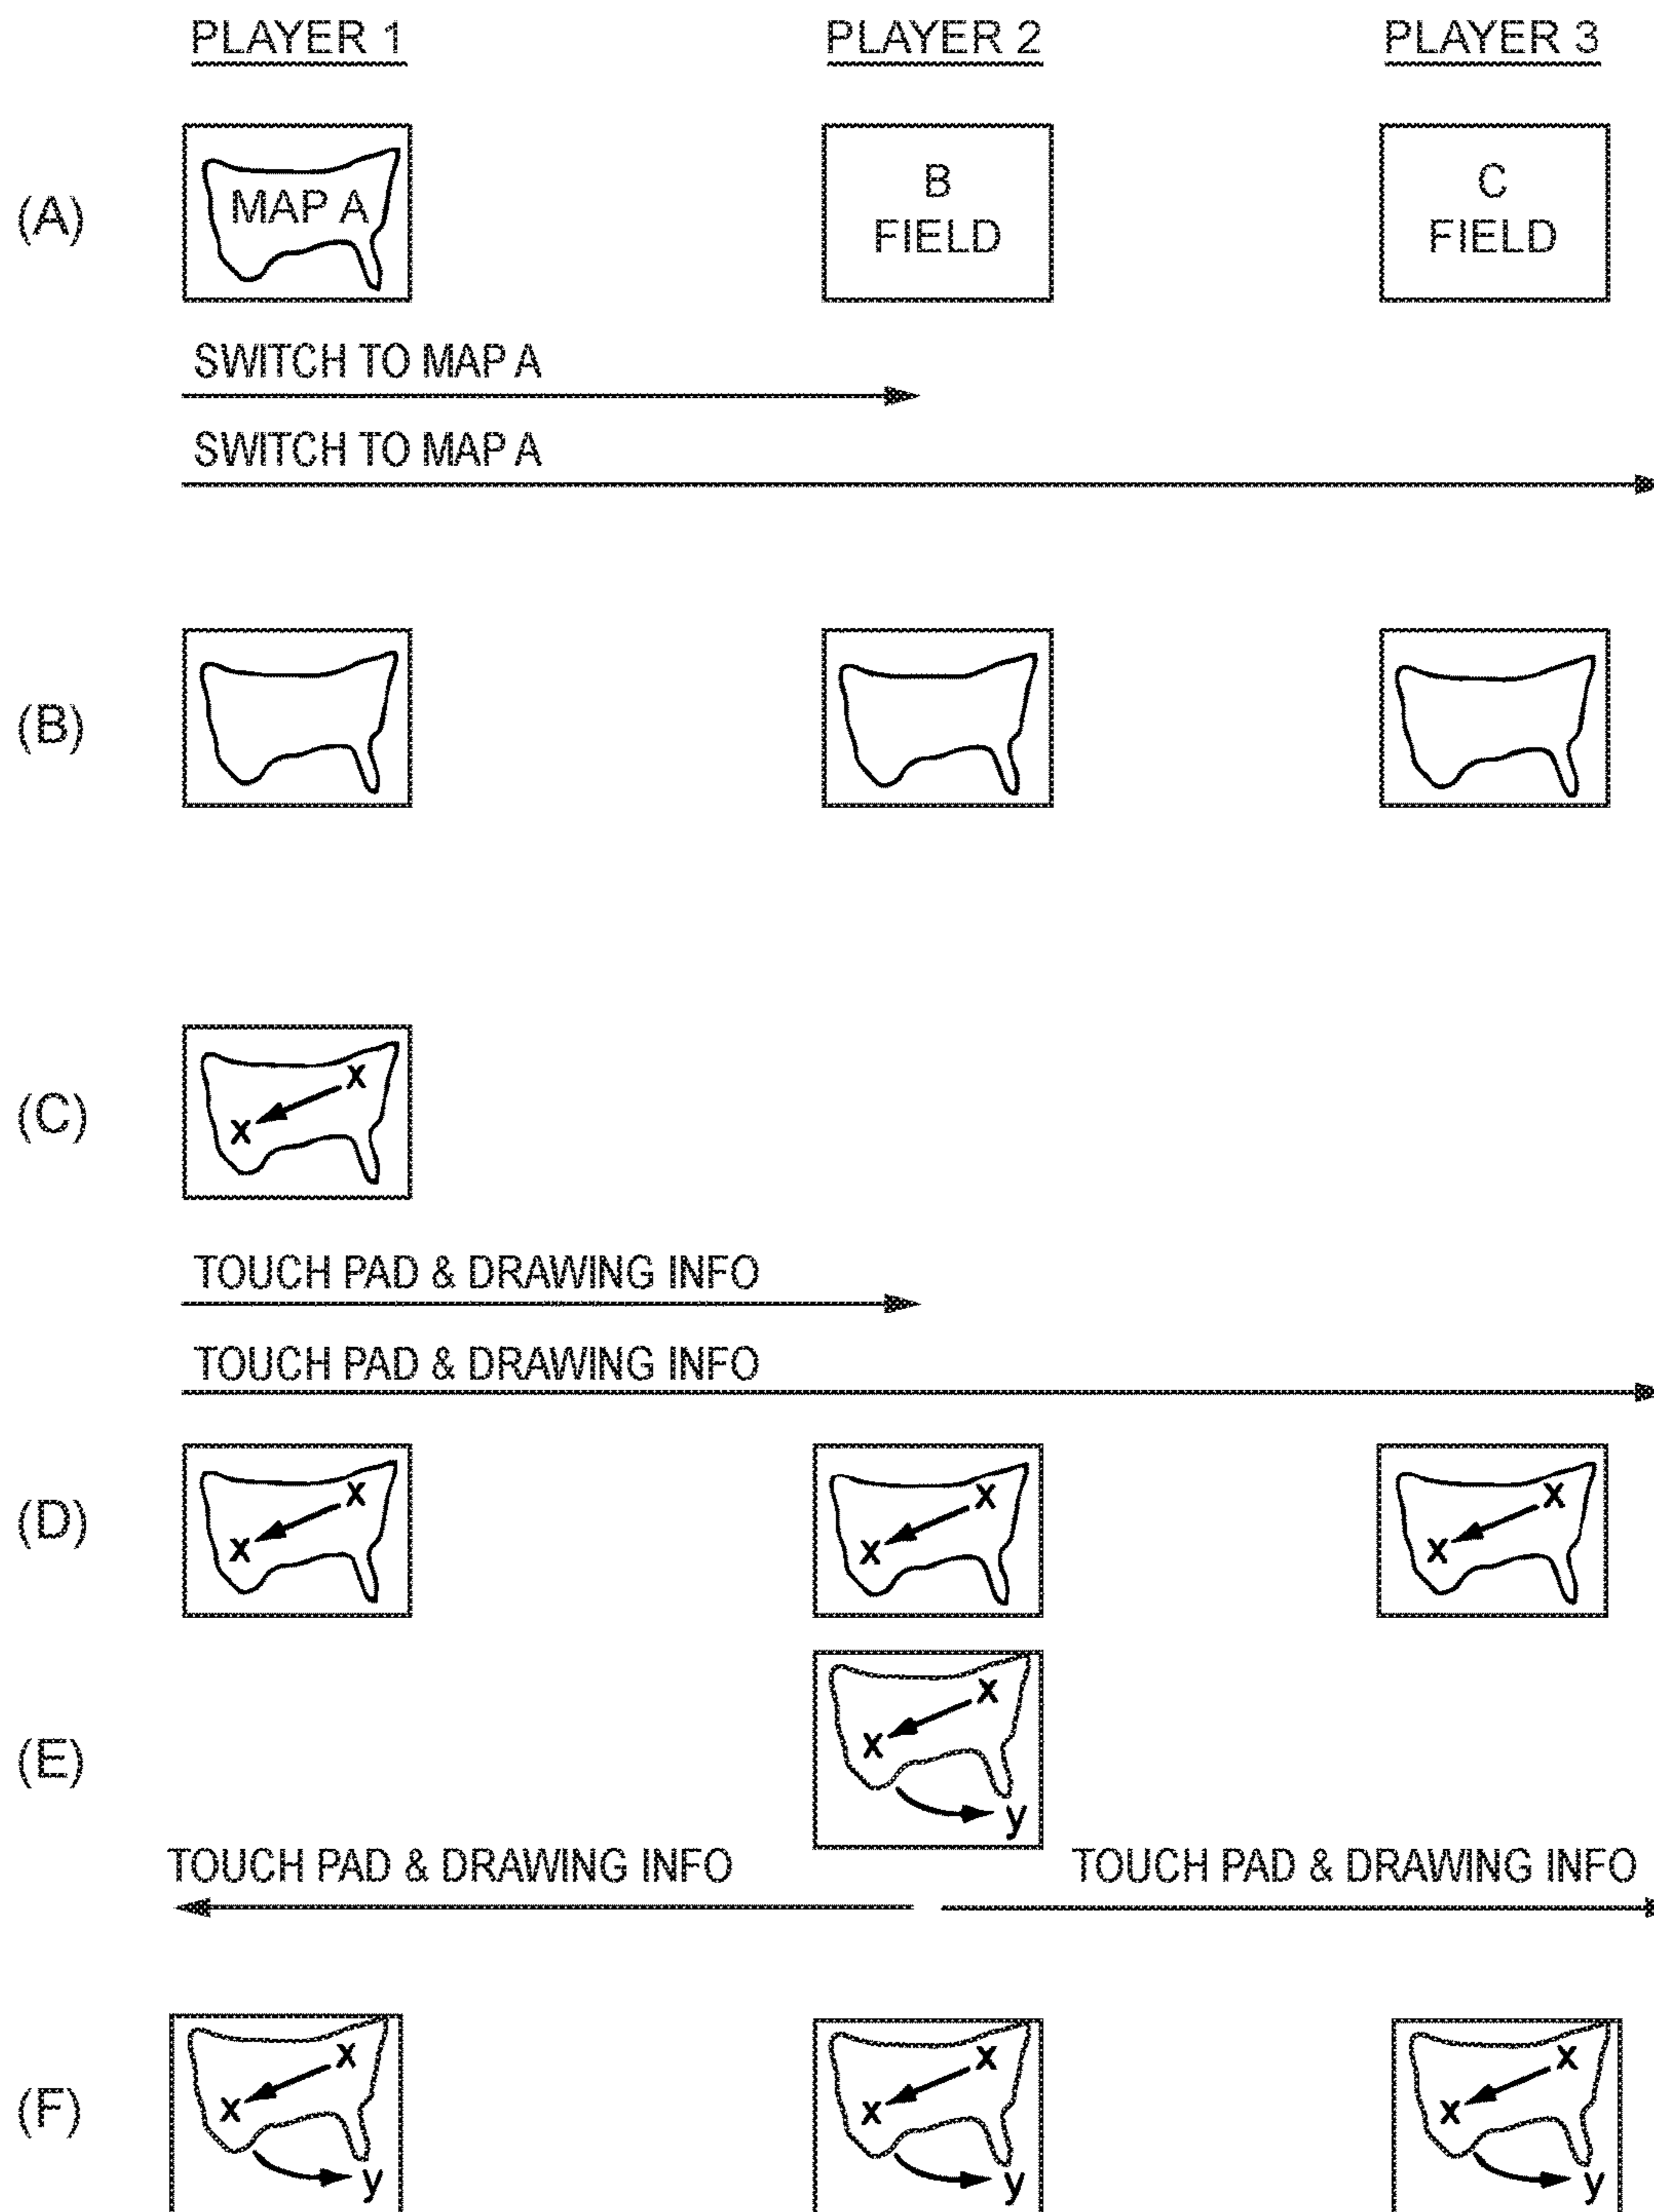 PLAYER 1
PLAYER 2
PLAYER 3
(A)
MAP A
B
FIELD
C
FIELD
SWITCH TO MAP A
SWITCH TO MAP A
(B)
(C)
x
x
TOUCH PAD & DRAWING INFO
TOUCH PAD & DRAWING INFO
(D)
x
x
x
x
x
x
(E)
x
x
y
TOUCH PAD & DRAWING INFO
TOUCH PAD & DRAWING INFO
(F)
x
x
y
x
x
y
x
x
y